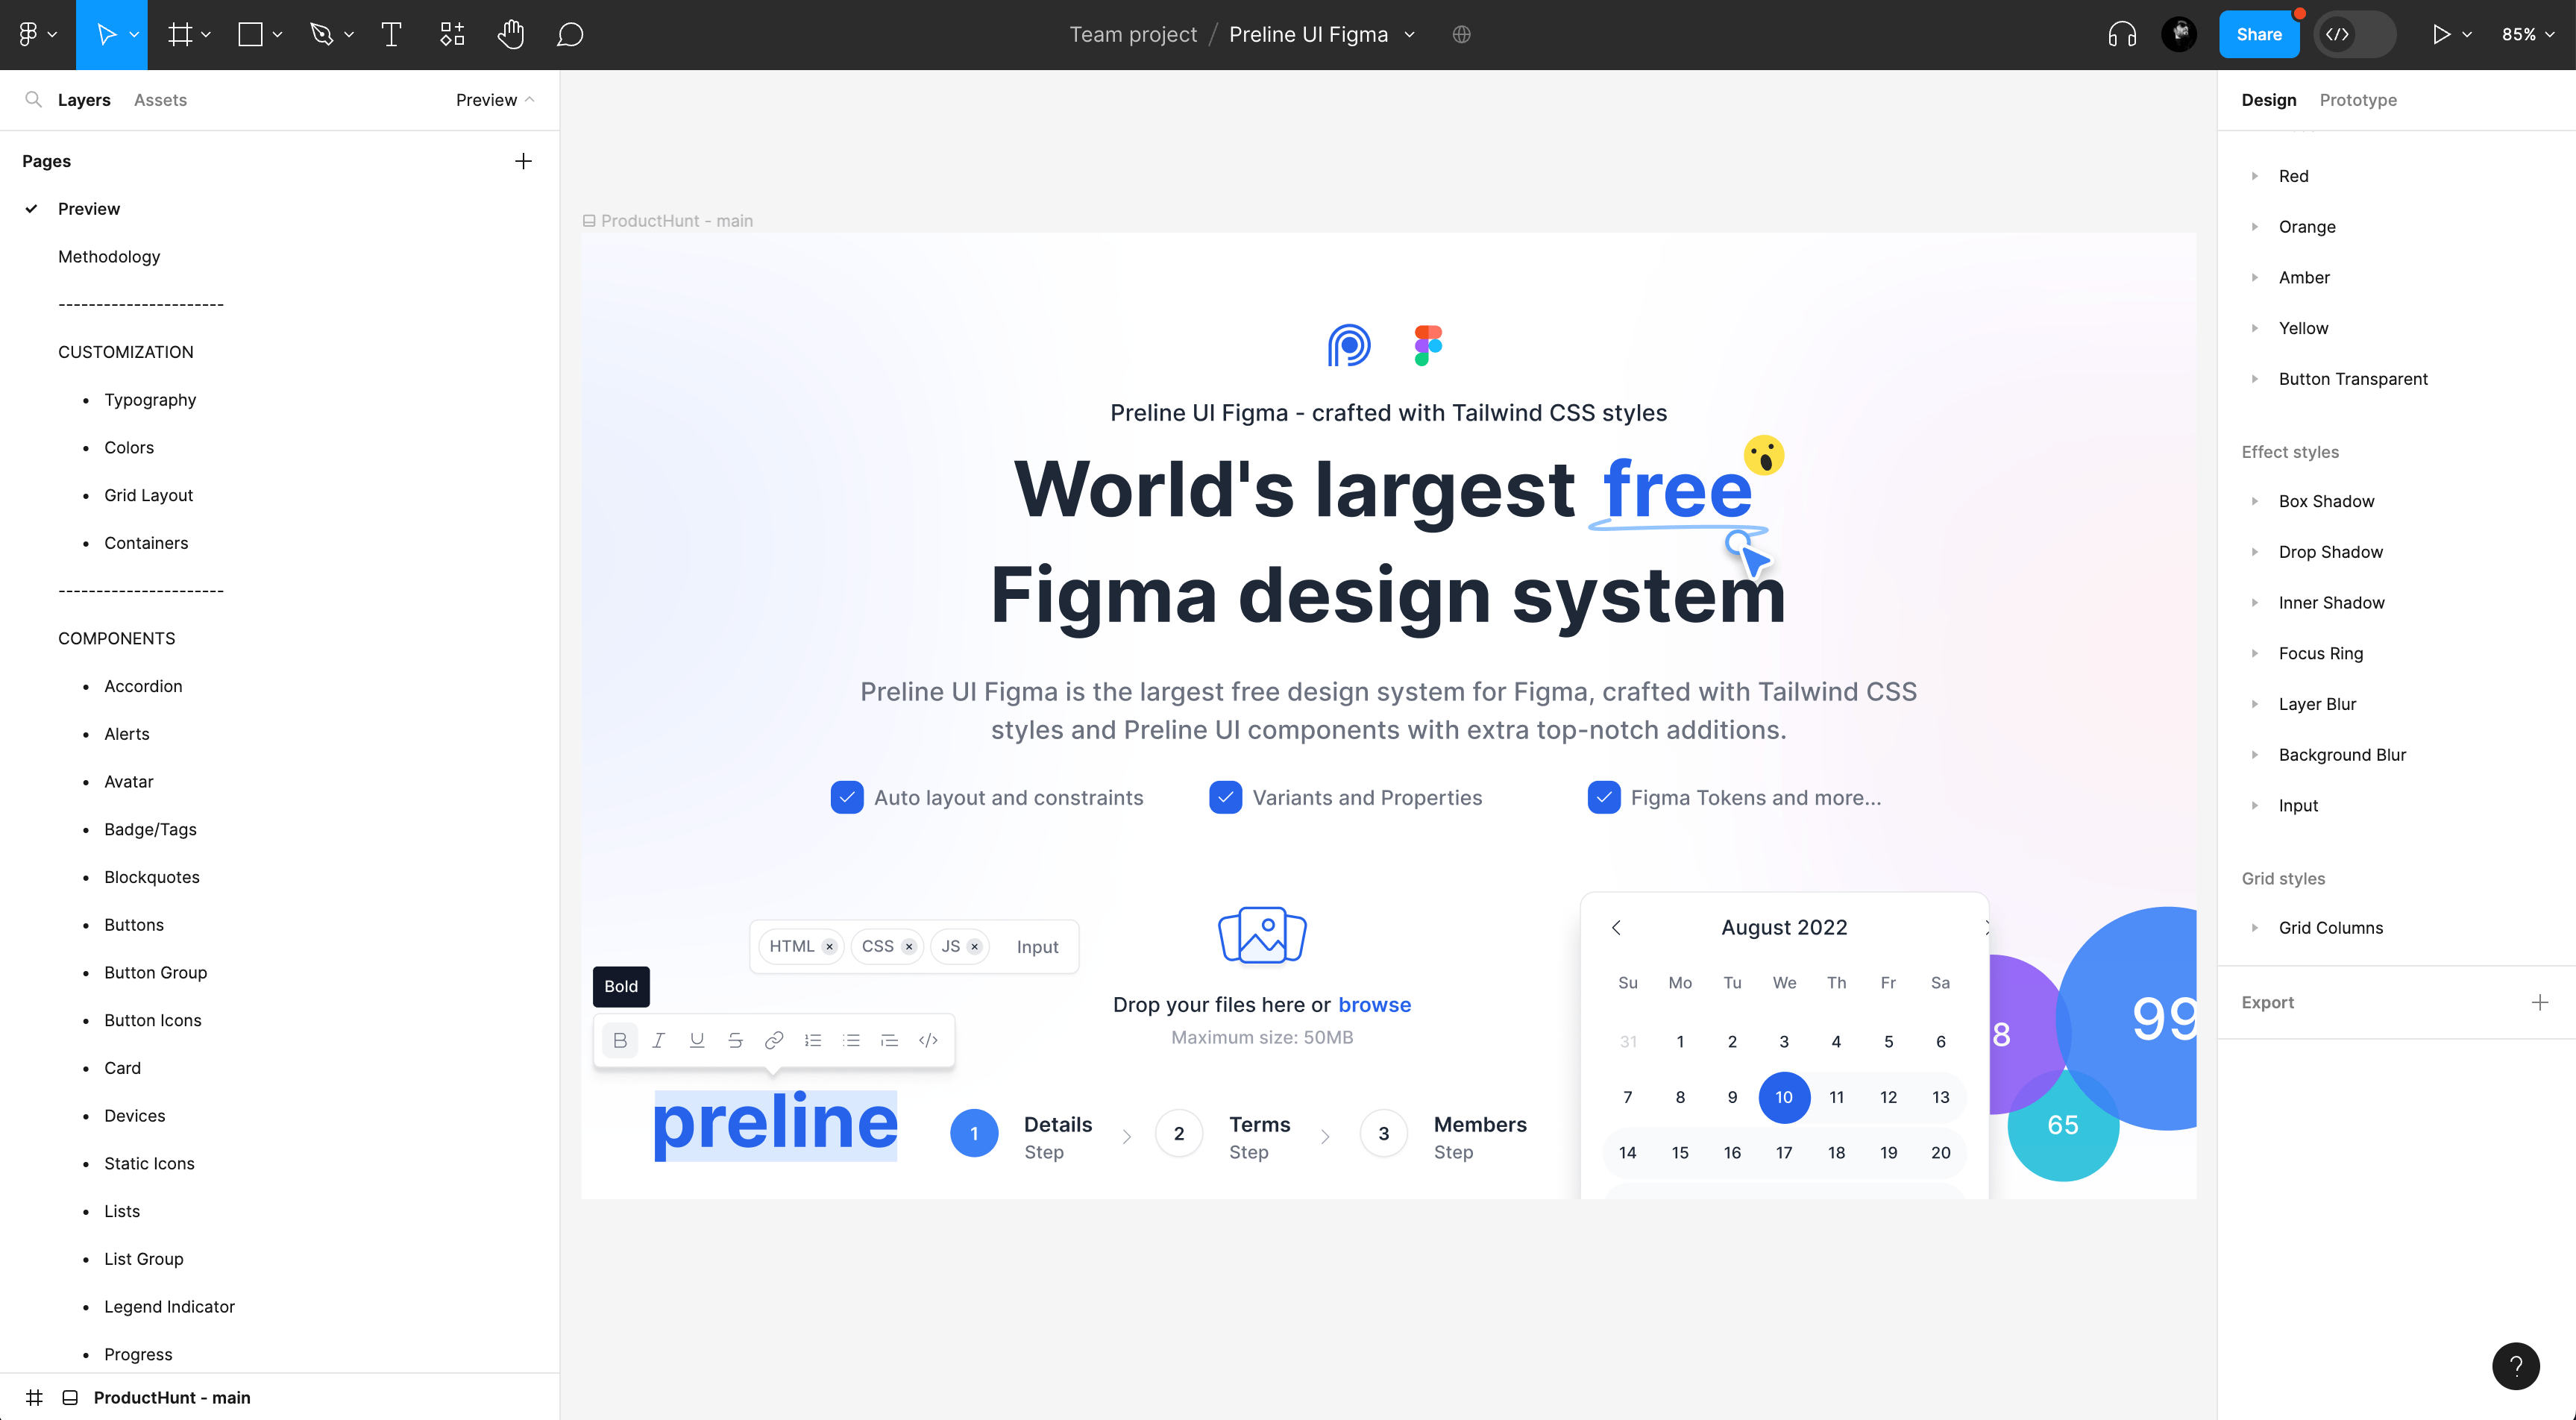 Team project / Preline UI Figma
Share
85%
Layers
Assets
Preview
Pages
Preview
Methodology
----------------------
CUSTOMIZATION
• Typography
• Colors
• Grid Layout
• Containers
----------------------
COMPONENTS
• Accordion
• Alerts
• Avatar
• Badge/Tags
• Blockquotes
• Buttons
• Button Group
• Button Icons
• Card
• Devices
• Static Icons
• Lists
• List Group
• Legend Indicator
• Progress
ProductHunt - main
ProductHunt - main
Preline UI Figma - crafted with Tailwind CSS styles
World's largest free
Figma design system
Preline UI Figma is the largest free design system for Figma, crafted with Tailwind CSS
styles and Preline UI components with extra top-notch additions.
Auto layout and constraints
Variants and Properties
Figma Tokens and more...
HTML
CSS
JS
Input
Bold
B I U S </>
preline
Drop your files here or browse
Maximum size: 50MB
1
Details
Step
2
Terms
Step
3
Members
Step
August 2022
Su Mo Tu We Th Fr Sa
31 1 2 3 4 5 6
7 8 9 10 11 12 13
14 15 16 17 18 19 20
8
99
65
Design
Prototype
Red
Orange
Amber
Yellow
Button Transparent
Effect styles
Box Shadow
Drop Shadow
Inner Shadow
Focus Ring
Layer Blur
Background Blur
Input
Grid styles
Grid Columns
Export
?